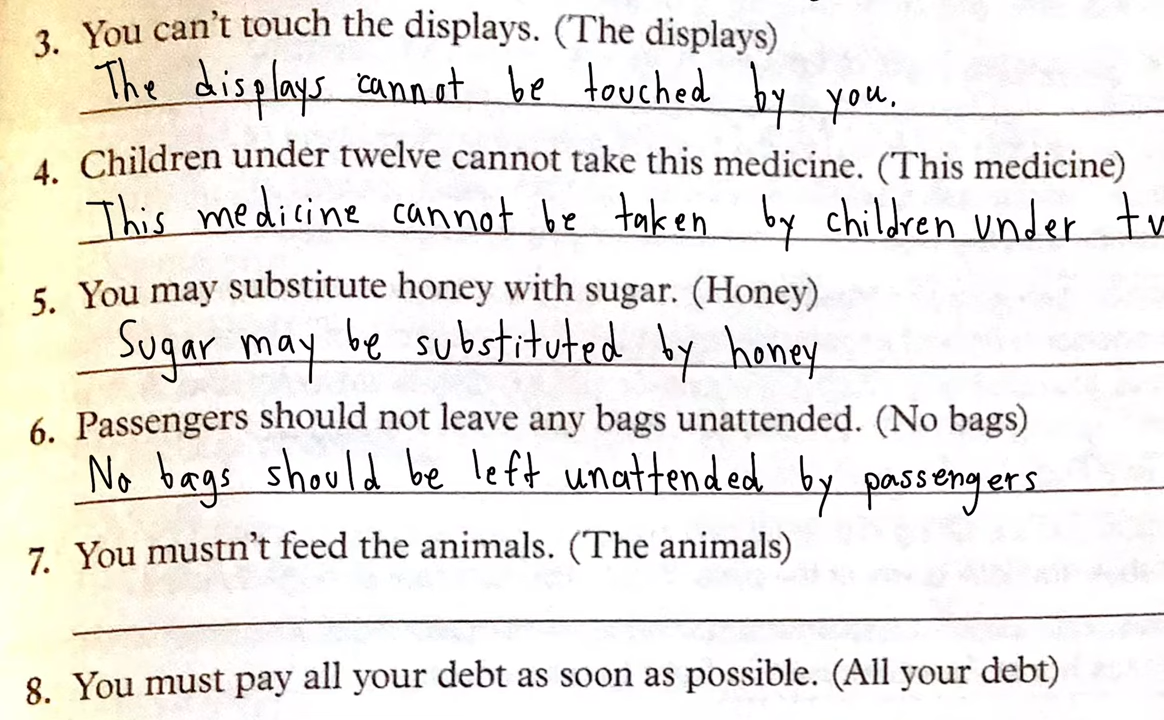 3. You can't touch the displays. (The displays)
The displays cannot be touched by you.
4. Children under twelve cannot take this medicine. (This medicine)
This medicine cannot be taken by children under
5. You may substitute honey with sugar. (Honey)
Sugar may be substituted by honey
6. Passengers should not leave any bags unattended. (No bags)
No bags should be left unattended by passengers
7. You mustn't feed the animals. (The animals)
8. You must pay all your debt as soon as possible. (All your debt)